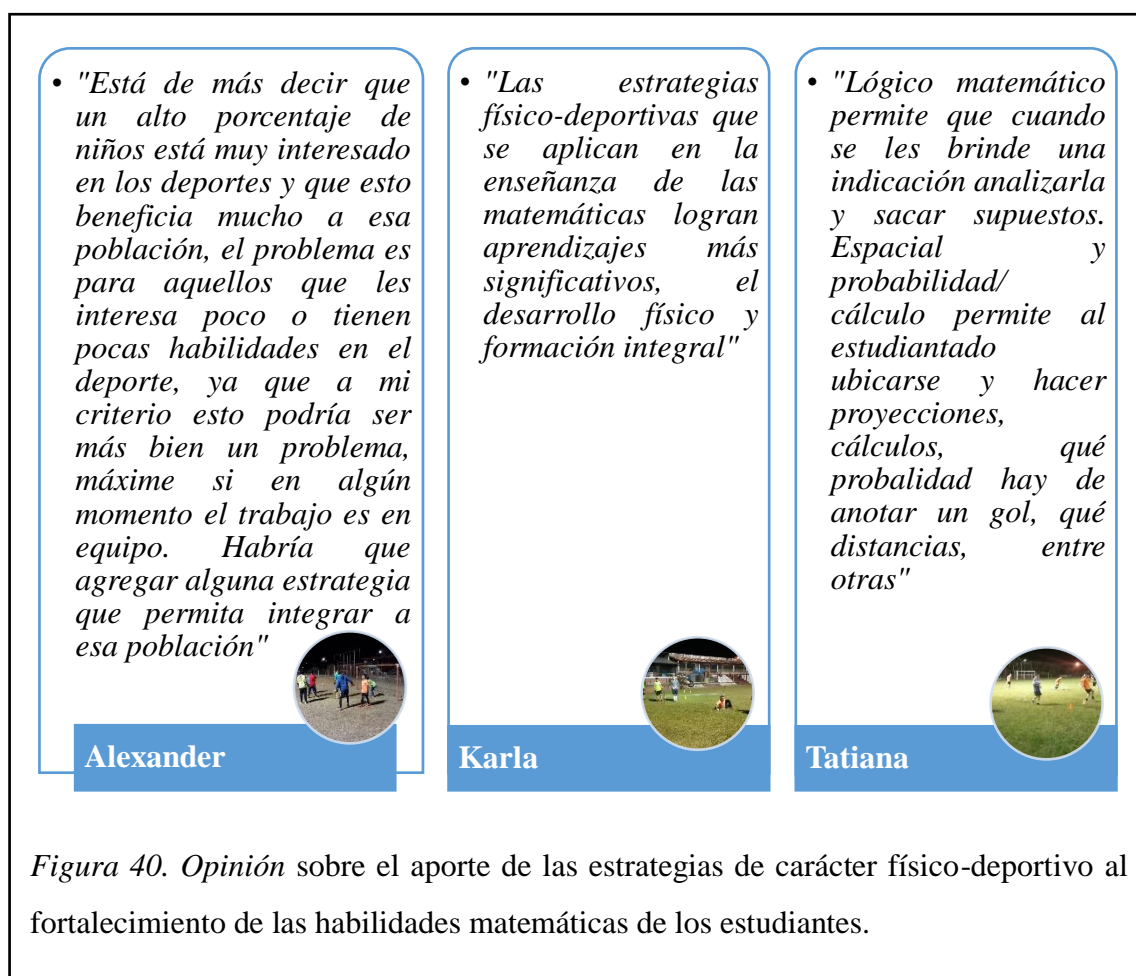 • "Está de más decir que
un alto porcentaje de
niños está muy interesado
en los deportes y que esto
beneficia mucho a esa
población, el problema es
para aquellos que les
interesa poco o tienen
pocas habilidades en el
deporte, ya que a mi
criterio esto podría ser
más bien un problema,
máxime si en algún
momento el trabajo es en
equipo. Habría que
agregar alguna estrategia
que permita integrar a
esa población"
Alexander
• "Las estrategias
físico-deportivas que
se aplican en la
enseñanza de las
matemáticas logran
aprendizajes más
significativos, el
desarrollo físico y
formación integral"
Karla
• "Lógico matemático
permite que cuando
se les brinde una
indicación analizarla
y sacar supuestos.
Espacial y
probabilidad/
cálculo permite al
estudiantado
ubicarse y hacer
proyecciones,
cálculos, qué
probalidad hay de
anotar un gol, qué
distancias, entre
otras"
Tatiana
Figura 40. Opinión sobre el aporte de las estrategias de carácter físico-deportivo al
fortalecimiento de las habilidades matemáticas de los estudiantes.